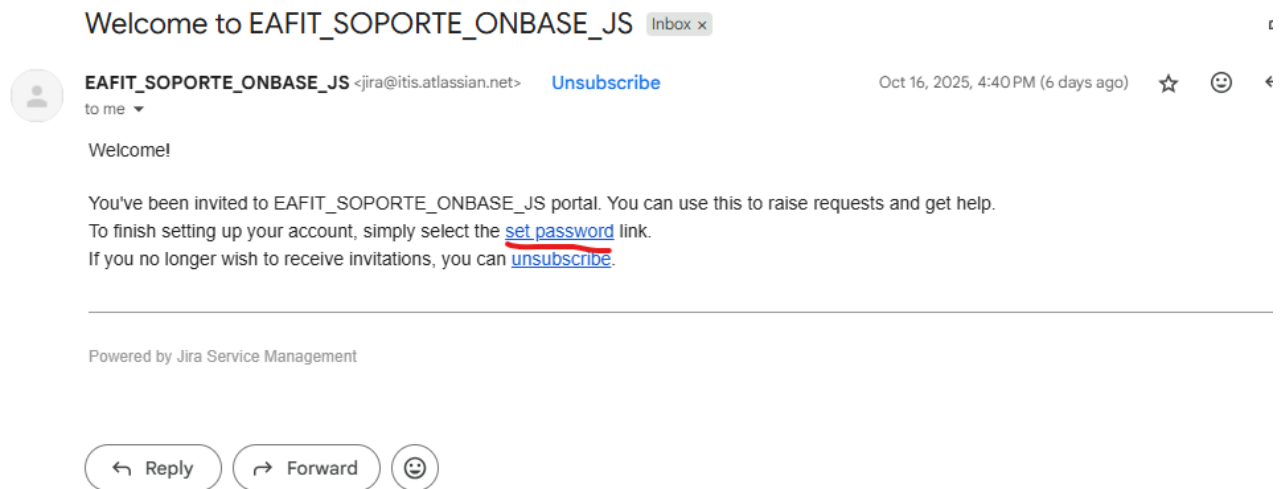 Welcome to EAFIT_SOPORTE_ONBASE_JS Inbox ×
EAFIT_SOPORTE_ONBASE_JS <jira@itis.atlassian.net> Unsubscribe Oct 16, 2025, 4:40 PM (6 days ago)
to me
Welcome!
You've been invited to EAFIT_SOPORTE_ONBASE_JS portal. You can use this to raise requests and get help.
To finish setting up your account, simply select the set password link.
If you no longer wish to receive invitations, you can unsubscribe.
Powered by Jira Service Management
Reply Forward